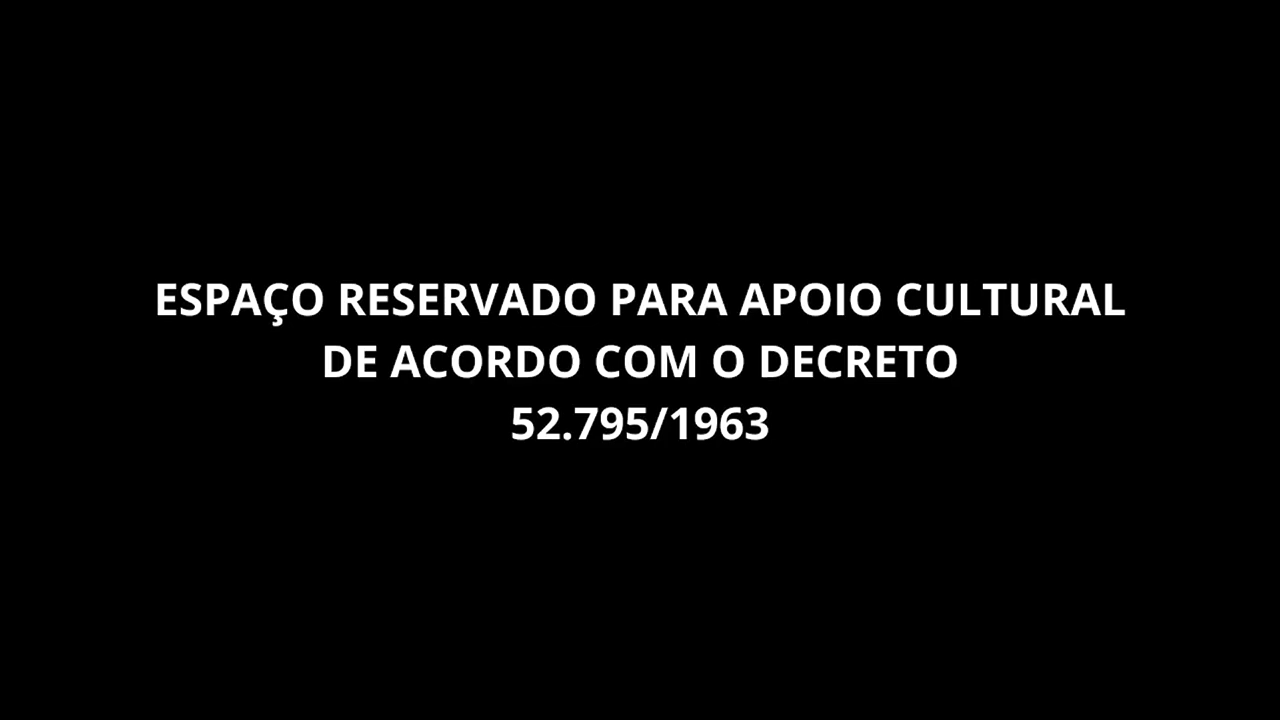 ESPAÇO RESERVADO PARA APOIO CULTURAL
DE ACORDO COM O DECRETO
52.795/1963